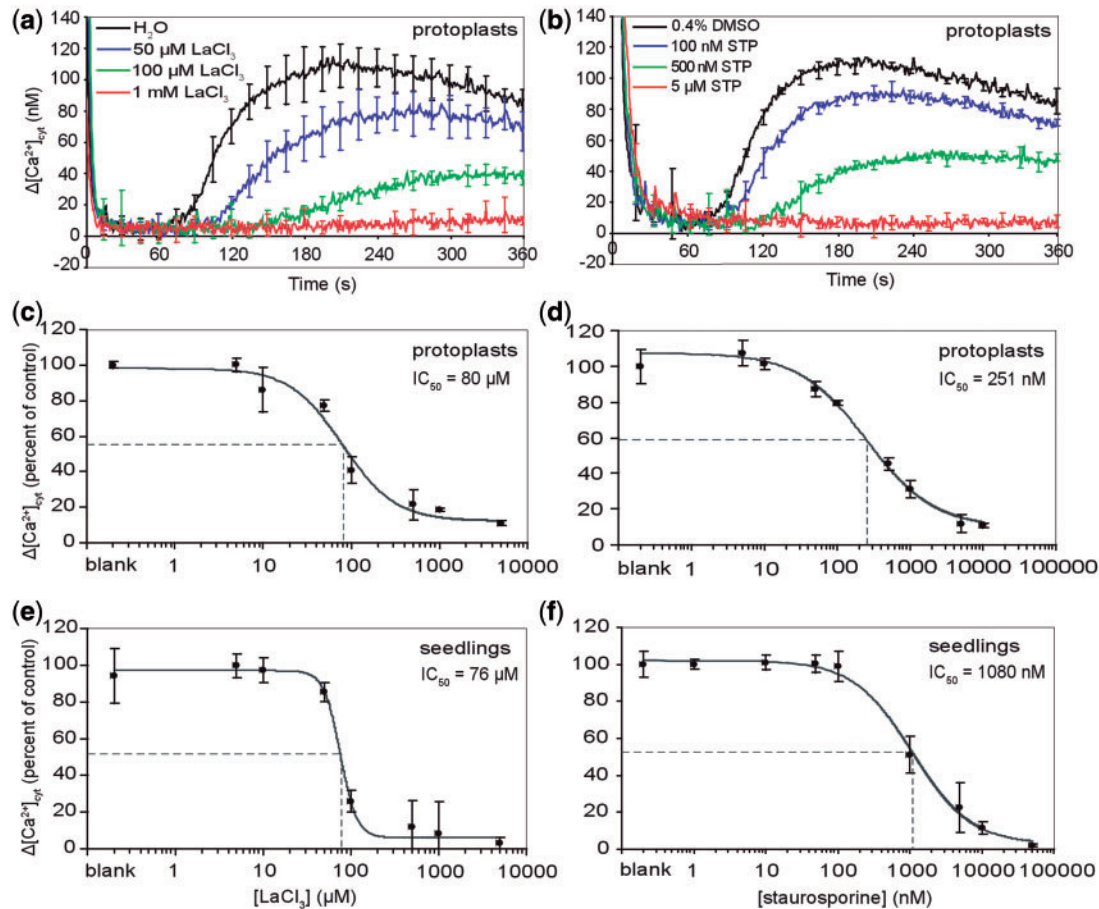 (a)
H₂O
50 µM LaCl₃
100 µM LaCl₃
1 mM LaCl₃
protoplasts
Δ[Ca²⁺]cyt (nM)
140
120
100
80
60
40
20
0
-20
0 60 120 180 240 300 360
Time (s)
(b)
0.4% DMSO
100 nM STP
500 nM STP
5 µM STP
protoplasts
140
120
100
80
60
40
20
0
-20
0 60 120 180 240 300 360
Time (s)
(c)
protoplasts
IC₅₀ = 80 µM
Δ[Ca²⁺]cyt (percent of control)
120
100
80
60
40
20
0
blank 1 10 100 1000 10000
(d)
protoplasts
IC₅₀ = 251 nM
120
100
80
60
40
20
0
blank 1 10 100 1000 10000 100000
(e)
seedlings
IC₅₀ = 76 µM
Δ[Ca²⁺]cyt (percent of control)
120
100
80
60
40
20
0
blank 1 10 100 1000 10000
[LaCl₃] (µM)
(f)
seedlings
IC₅₀ = 1080 nM
120
100
80
60
40
20
0
blank 1 10 100 1000 10000 100000
[staurosporine] (nM)